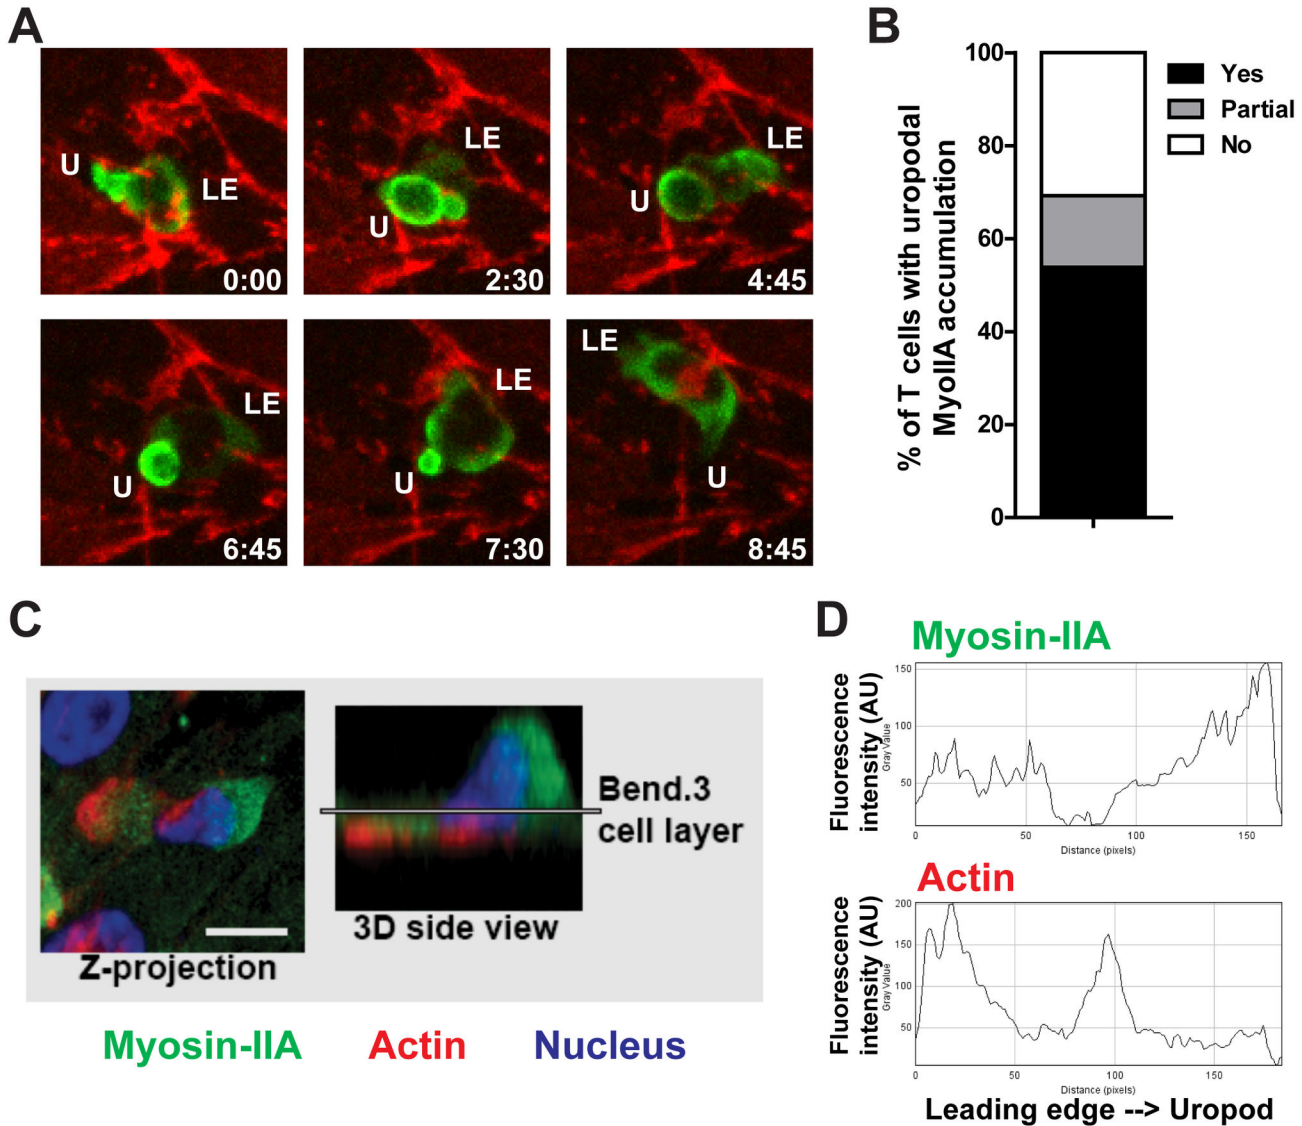 A
U
LE
0:00
LE
U
2:30
LE
U
4:45
LE
U
6:45
LE
U
7:30
LE
U
8:45
B
% of T cells with uropodal
MyoIIA accumulation
100
80
60
40
20
0
Yes
Partial
No
C
Z-projection
3D side view
Bend.3
cell layer
Myosin-IIA Actin Nucleus
D
Myosin-IIA
Fluorescence
intensity (AU)
Gray Value
150
100
50
0 50 100 150
Distance (pixels)
Actin
Fluorescence
intensity (AU)
Gray Value
200
150
100
50
0 50 100 150
Distance (pixels)
Leading edge --> Uropod